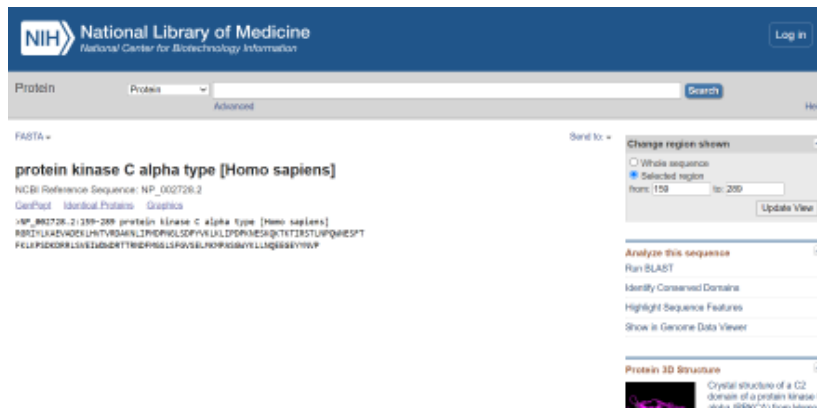 NIH
National Library of Medicine
National Center for Biotechnology Information
Log in
Protein
Protein
Search
Advanced
He
FASTA
Send to:
Change region shown
protein kinase C alpha type [Homo sapiens]
Whole sequence
NCBI Reference Sequence: NP_002728.2
Selected region
from: 159 to: 289
GenPept Identical Proteins Graphics
Update View
>NP_002728.2:159-289 protein kinase C alpha type [Homo sapiens]
Analyze this sequence
Run BLAST
Identify Conserved Domains
Highlight Sequence Features
Show in Genome Data Viewer
Protein 3D Structure
Crystal structure of a C2
domain of a protein kinase